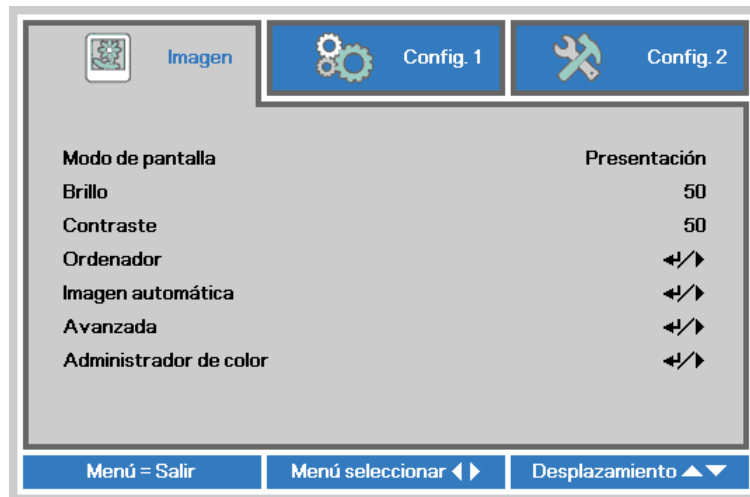 Imagen Config. 1 Config. 2
Modo de pantalla Presentación
Brillo 50
Contraste 50
Ordenador ↵/▶
Imagen automática ↵/▶
Avanzada ↵/▶
Administrador de color ↵/▶
Menú = Salir Menú seleccionar ◀▶ Desplazamiento ▲▼